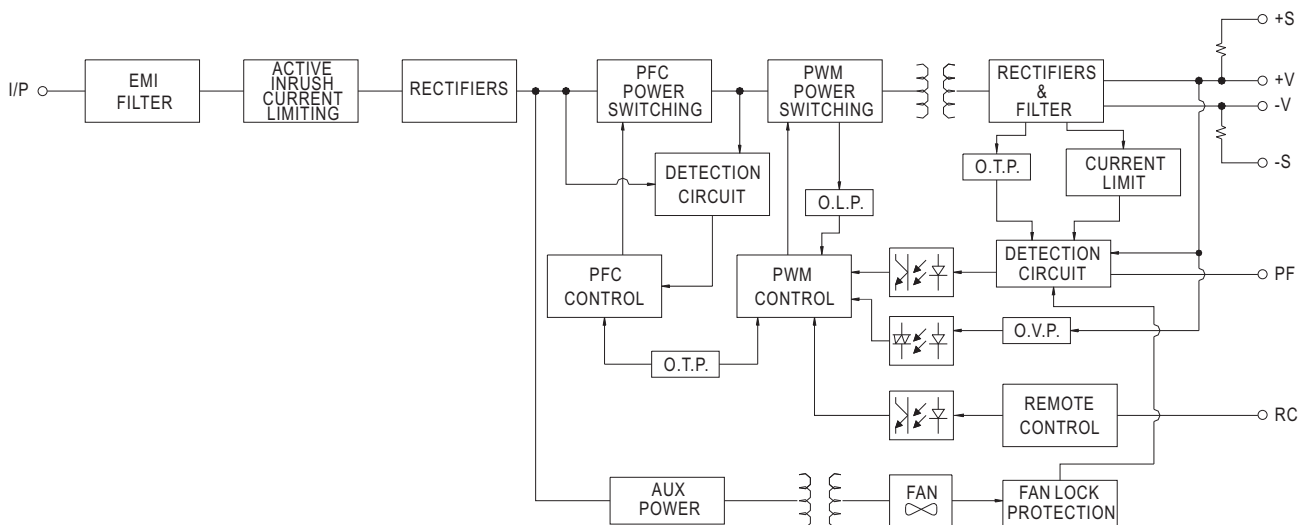 +S
I/P
EMI
FILTER
ACTIVE
INRUSH
CURRENT
LIMITING
RECTIFIERS
PFC
POWER
SWITCHING
PWM
POWER
SWITCHING
RECTIFIERS
&
FILTER
+V
-V
-S
DETECTION
CIRCUIT
O.L.P.
O.T.P.
CURRENT
LIMIT
PFC
CONTROL
PWM
CONTROL
DETECTION
CIRCUIT
PF
O.T.P.
O.V.P.
REMOTE
CONTROL
RC
AUX
POWER
FAN
FAN LOCK
PROTECTION